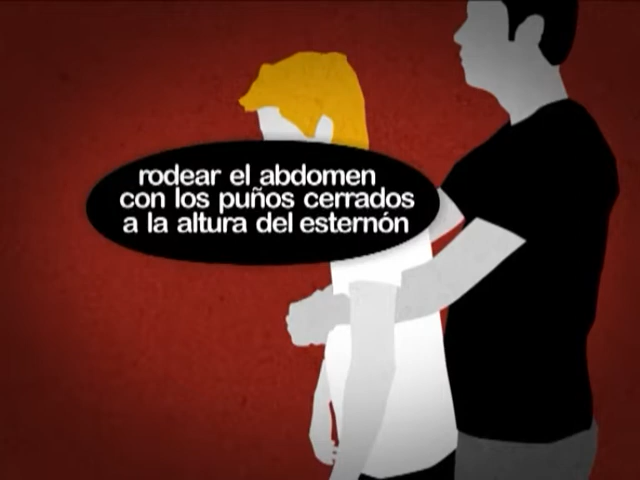 rodear el abdomen
con los puños cerrados
a la altura del esternón